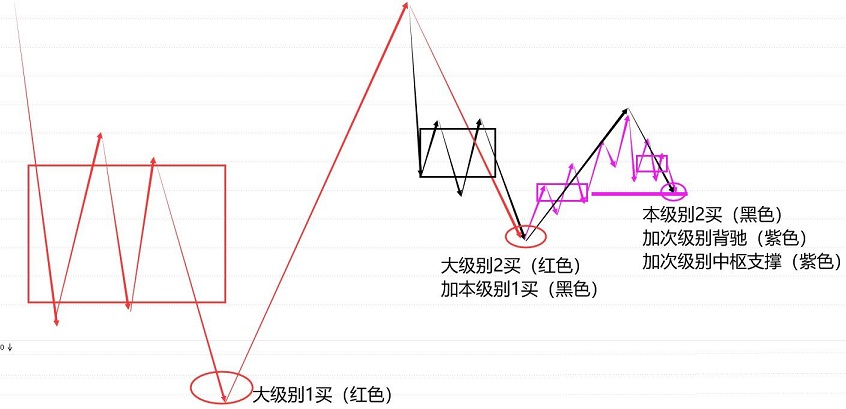 本级别2买（黑色）
加次级别背驰（紫色）
加次级别中枢支撑（紫色）
大级别2买（红色）
加本级别1买（黑色）
0↓
大级别1买（红色）